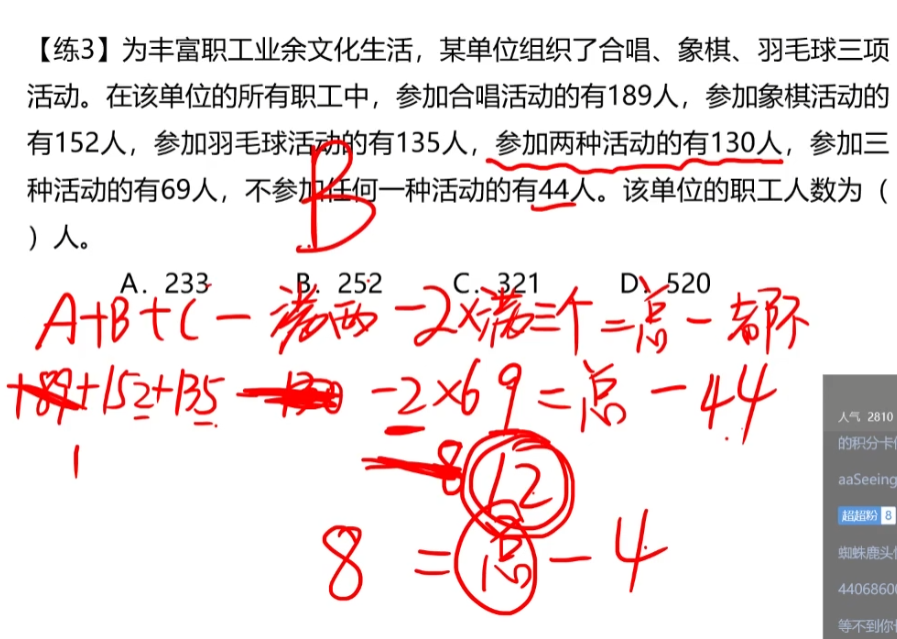 【练3】为丰富职工业余文化生活，某单位组织了合唱、象棋、羽毛球三项
活动。在该单位的所有职工中，参加合唱活动的有189人，参加象棋活动的
有152人，参加羽毛球活动的有135人，参加两种活动的有130人，参加三
种活动的有69人，不参加任何一种活动的有44人。该单位的职工人数为（
）人。
B
A. 233 B. 252 C. 321 D. 520
A+B+C-满两-2×满三个=总-都不
189+152+135-130-2×69=总-44
1
-8 12
8=总-4
人气 2810
的积分卡
aaSeeing
超超粉 8
蜘蛛鹿头
4406860
等不到你